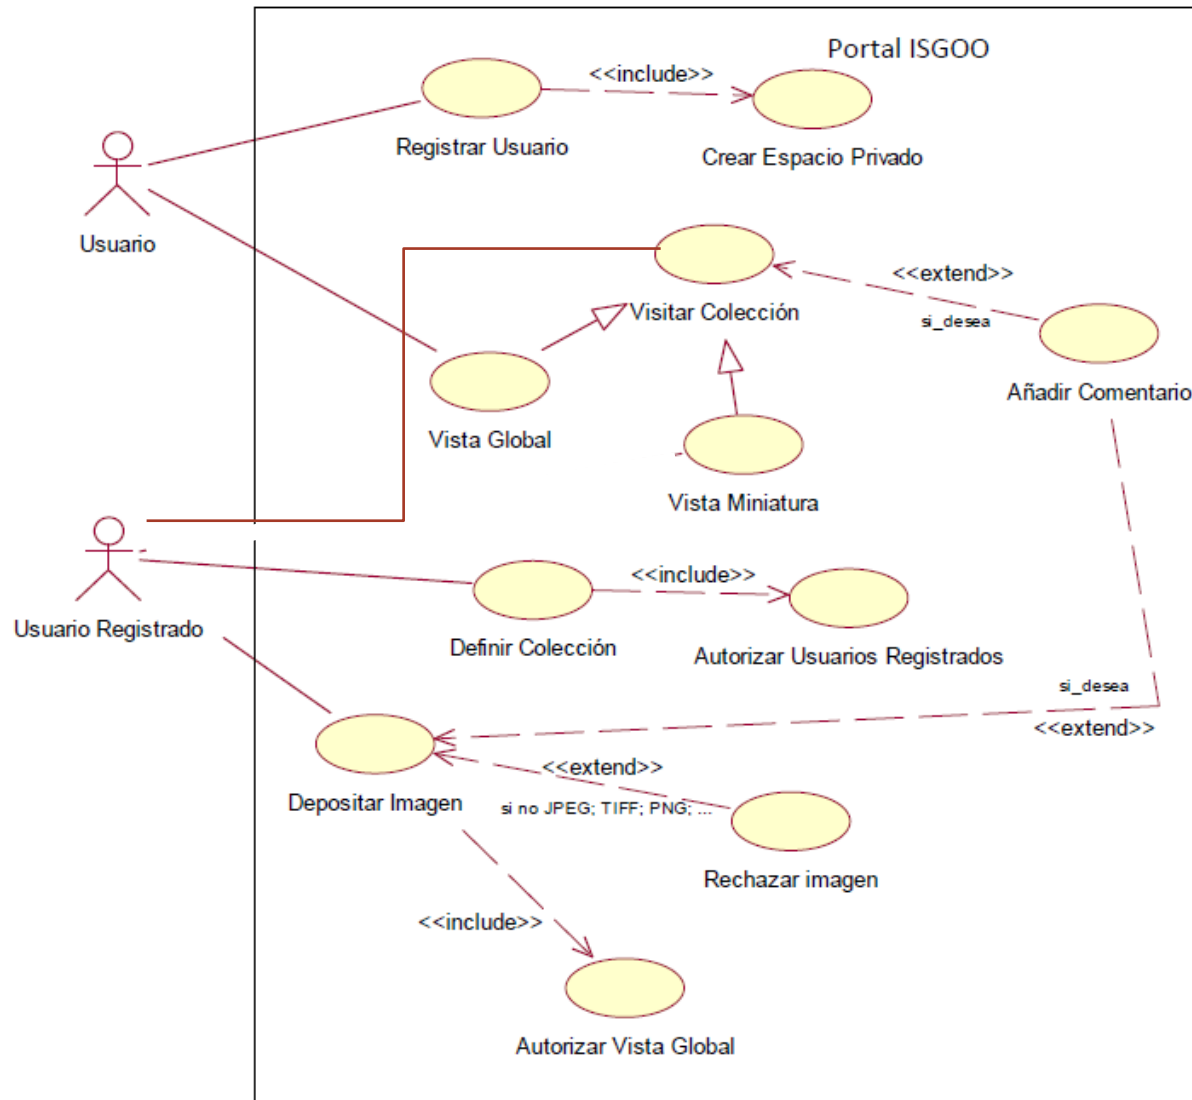 Portal ISGOO
<<include>>
Registrar Usuario
Crear Espacio Privado
Usuario
<<extend>>
si_desea
Visitar Colección
Añadir Comentario
Vista Global
Vista Miniatura
Usuario Registrado
<<include>>
Definir Colección
Autorizar Usuarios Registrados
si_desea
<<extend>>
<<extend>>
si no JPEG; TIFF; PNG; ...
Depositar Imagen
Rechazar imagen
<<include>>
Autorizar Vista Global